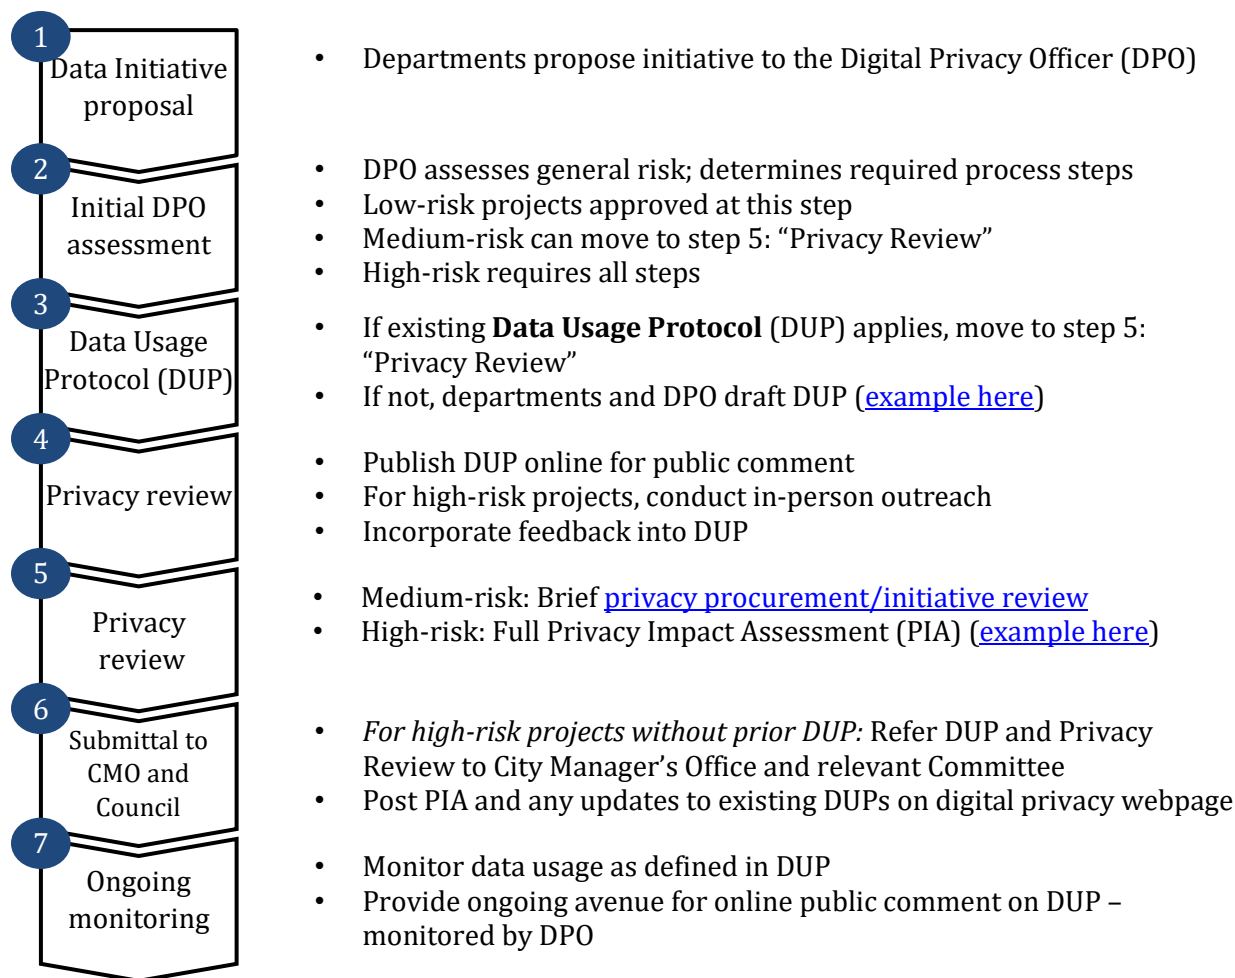 1
Data Initiative
proposal
• Departments propose initiative to the Digital Privacy Officer (DPO)
2
Initial DPO
assessment
• DPO assesses general risk; determines required process steps
• Low-risk projects approved at this step
• Medium-risk can move to step 5: “Privacy Review”
• High-risk requires all steps
3
Data Usage
Protocol (DUP)
• If existing Data Usage Protocol (DUP) applies, move to step 5:
“Privacy Review”
• If not, departments and DPO draft DUP (example here)
4
Privacy review
• Publish DUP online for public comment
• For high-risk projects, conduct in-person outreach
• Incorporate feedback into DUP
5
Privacy
review
• Medium-risk: Brief privacy procurement/initiative review
• High-risk: Full Privacy Impact Assessment (PIA) (example here)
6
Submittal to
CMO and
Council
• For high-risk projects without prior DUP: Refer DUP and Privacy
Review to City Manager’s Office and relevant Committee
• Post PIA and any updates to existing DUPs on digital privacy webpage
7
Ongoing
monitoring
• Monitor data usage as defined in DUP
• Provide ongoing avenue for online public comment on DUP –
monitored by DPO